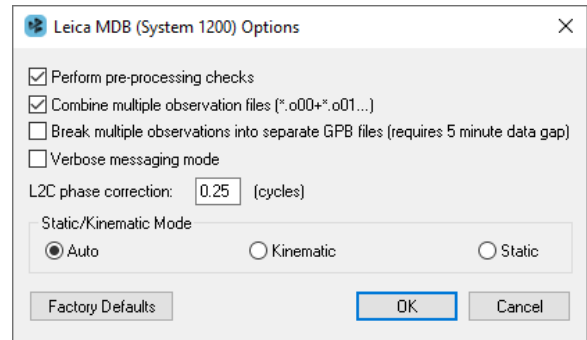 Leica MDB (System 1200) Options
Perform pre-processing checks
Combine multiple observation files (*.o00+*.o01...)
Break multiple observations into separate GPB files (requires 5 minute data gap)
Verbose messaging mode
L2C phase correction: 0.25 (cycles)
Static/Kinematic Mode
Auto Kinematic Static
Factory Defaults OK Cancel